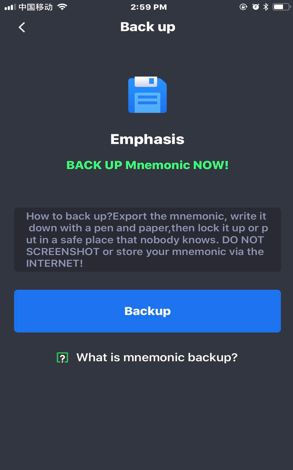 中国移动
2:59 PM
Back up
Emphasis
BACK UP Mnemonic NOW!
How to back up?Export the mnemonic, write it
down with a pen and paper,then lock it up or p
ut in a safe place that nobody knows. DO NOT
SCREENSHOT or store your mnemonic via the
INTERNET!
Backup
? What is mnemonic backup?